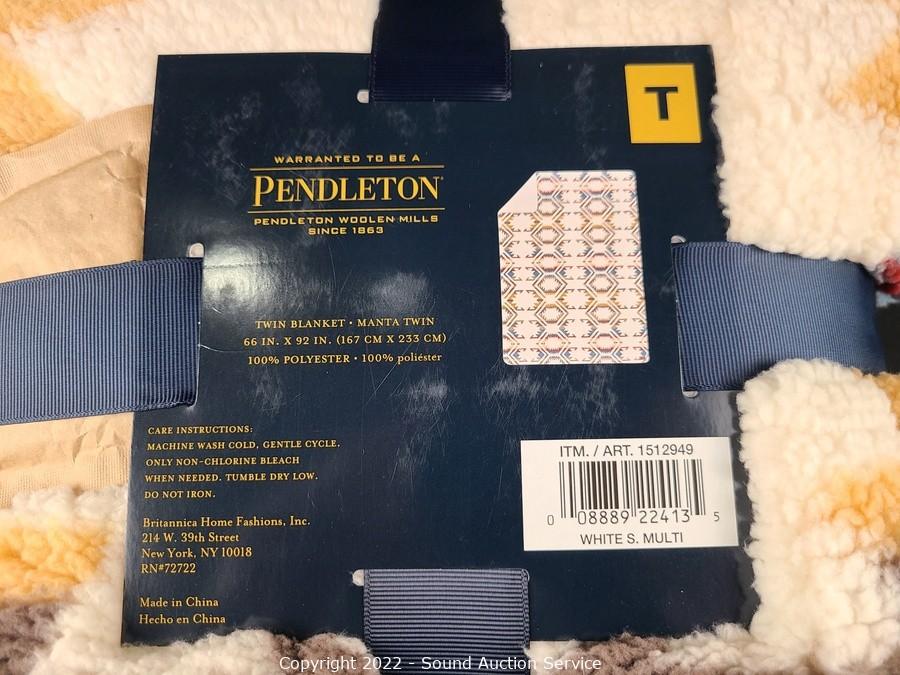 T
WARRANTED TO BE A
PENDLETON®
PENDLETON WOOLEN MILLS
SINCE 1863
TWIN BLANKET • MANTA TWIN
66 IN. X 92 IN. (167 CM X 233 CM)
100% POLYESTER • 100% poliéster
CARE INSTRUCTIONS:
MACHINE WASH COLD, GENTLE CYCLE.
ONLY NON-CHLORINE BLEACH
WHEN NEEDED. TUMBLE DRY LOW.
DO NOT IRON.
Britannica Home Fashions, Inc.
214 W. 39th Street
New York, NY 10018
RN#72722
Made in China
Hecho en China
ITM. / ART. 1512949
0 08889 22413 5
WHITE S. MULTI
Copyright 2022 - Sound Auction Service